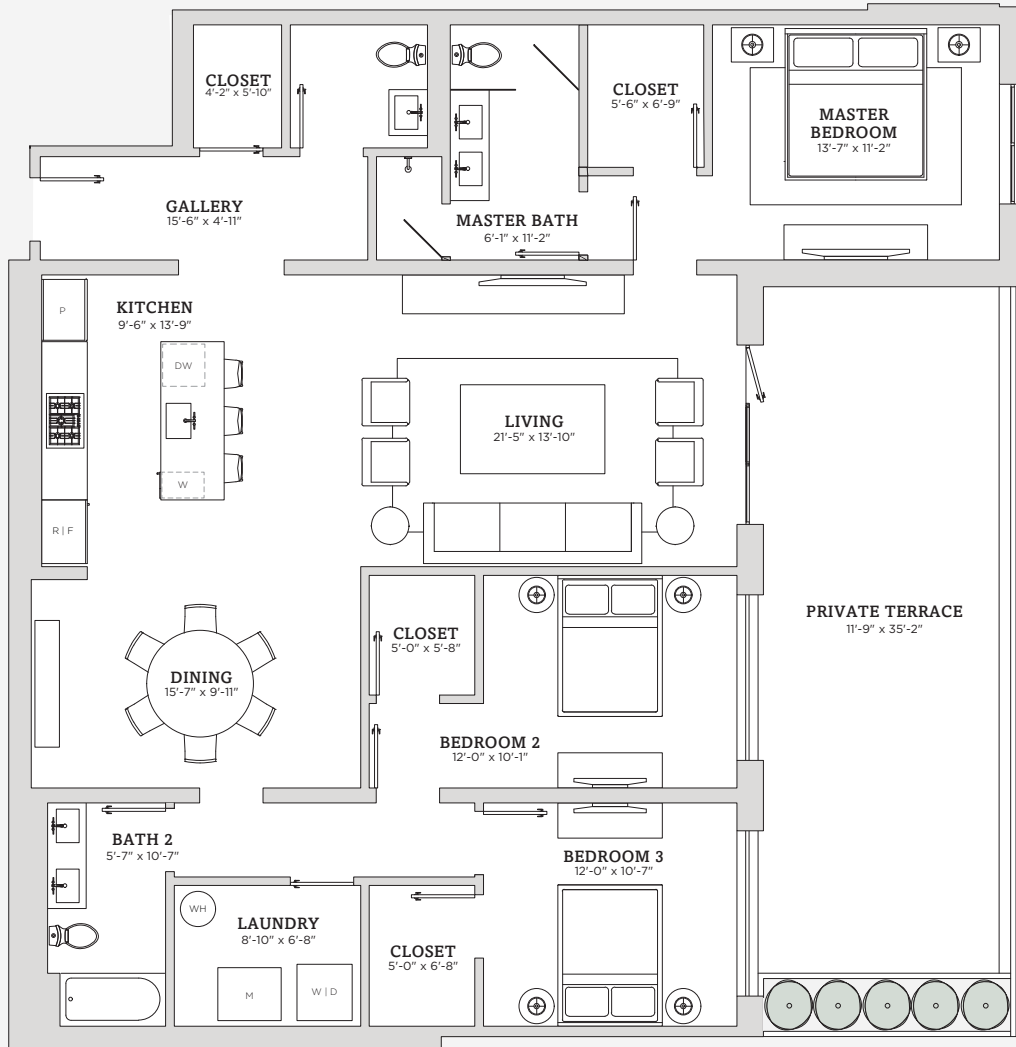 CLOSET
4'-2" x 5'-10"
CLOSET
5'-6" x 6'-9"
MASTER
BEDROOM
13'-7" x 11'-2"
GALLERY
15'-6" x 4'-11"
MASTER BATH
6'-1" x 11'-2"
KITCHEN
9'-6" x 13'-9"
P
DW
W
R|F
LIVING
21'-5" x 13'-10"
PRIVATE TERRACE
11'-9" x 35'-2"
CLOSET
5'-0" x 5'-8"
DINING
15'-7" x 9'-11"
BEDROOM 2
12'-0" x 10'-1"
BATH 2
5'-7" x 10'-7"
BEDROOM 3
12'-0" x 10'-7"
WH
LAUNDRY
8'-10" x 6'-8"
M
W|D
CLOSET
5'-0" x 6'-8"